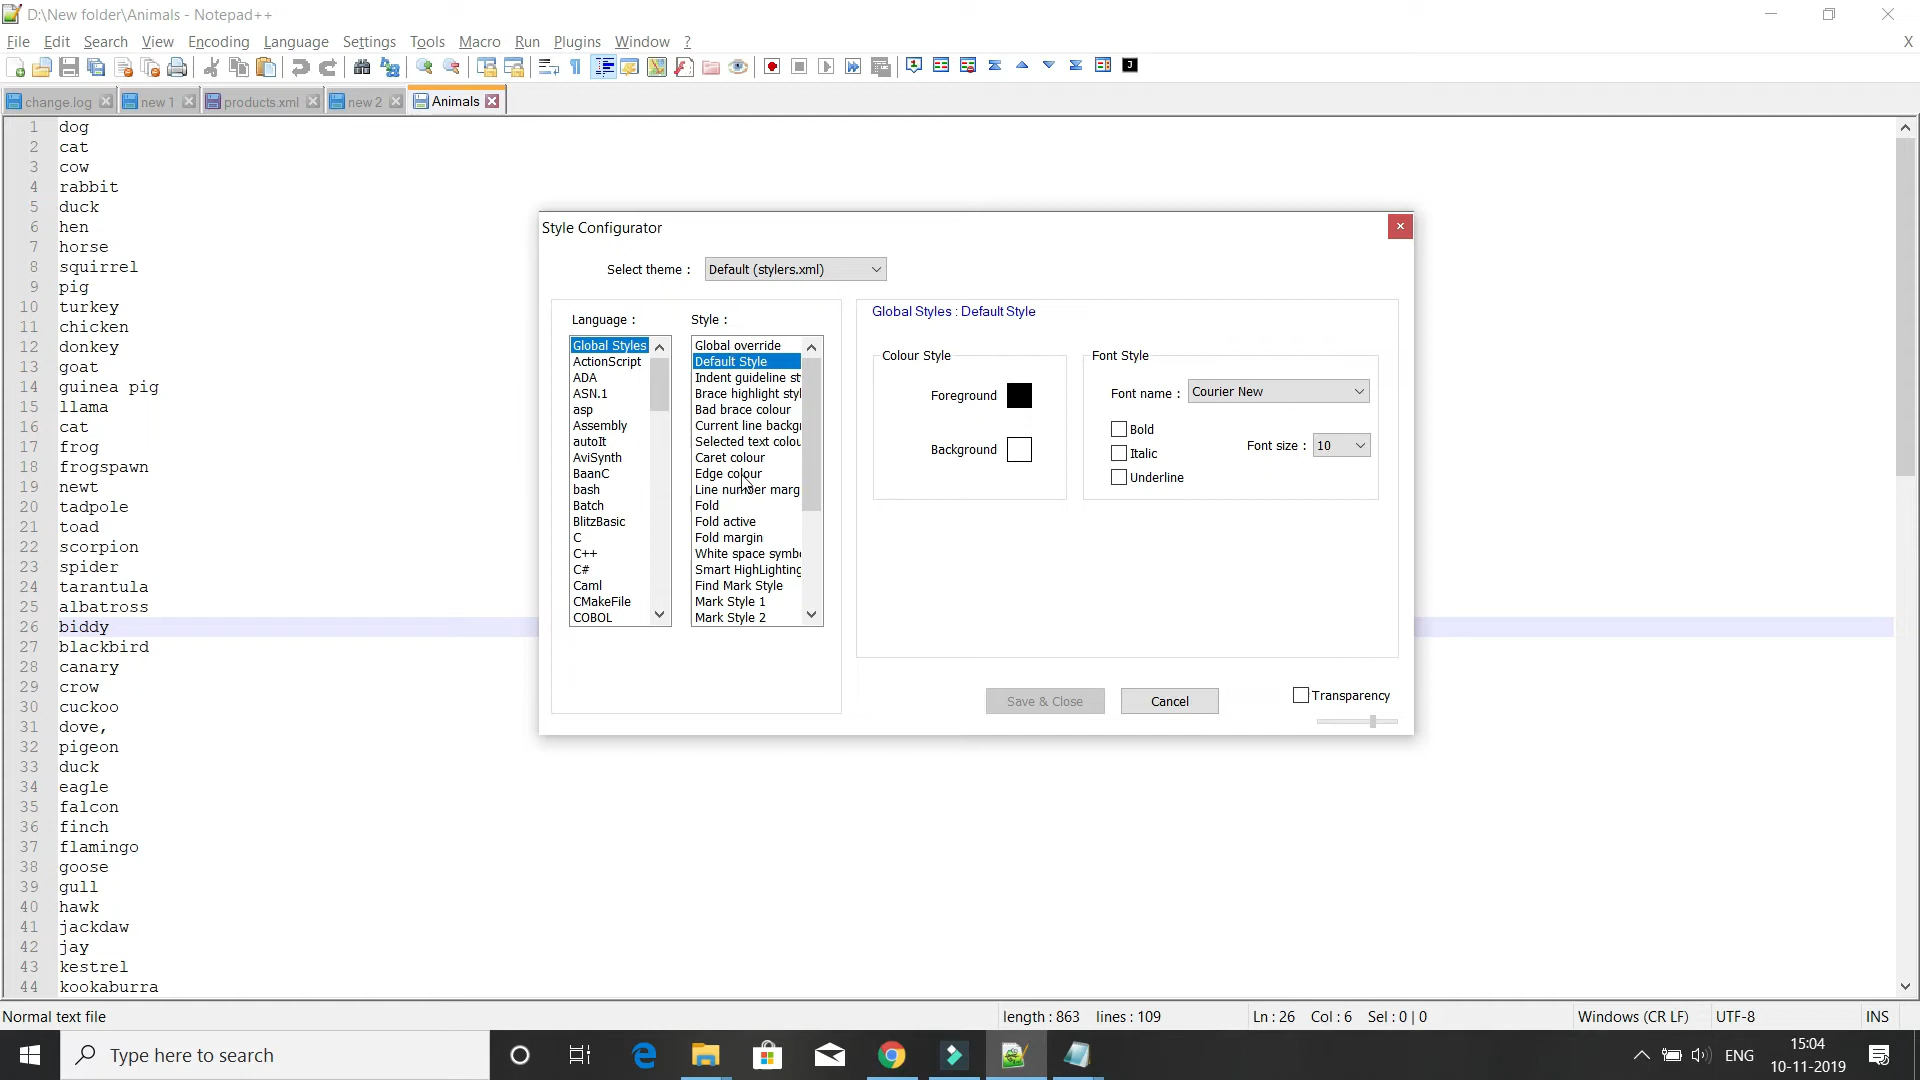 D:\New folder\Animals - Notepad++
File Edit Search View Encoding Language Settings Tools Macro Run Plugins Window ? X
change.log new 1 products.xml new 2 Animals
1 dog
2 cat
3 cow
4 rabbit
5 duck
6 hen
7 horse
8 squirrel
9 pig
10 turkey
11 chicken
12 donkey
13 goat
14 guinea pig
15 llama
16 cat
17 frog
18 frogspawn
19 newt
20 tadpole
21 toad
22 scorpion
23 spider
24 tarantula
25 albatross
26 biddy
27 blackbird
28 canary
29 crow
30 cuckoo
31 dove,
32 pigeon
33 duck
34 eagle
35 falcon
36 finch
37 flamingo
38 goose
39 gull
40 hawk
41 jackdaw
42 jay
43 kestrel
44 kookaburra
Style Configurator
Select theme : Default (stylers.xml)
Language :
Global Styles
ActionScript
ADA
ASN.1
asp
Assembly
autoIt
AviSynth
BaanC
bash
Batch
BlitzBasic
C
C++
C#
Caml
CMakeFile
COBOL
Style :
Global override
Default Style
Indent guideline st
Brace highlight styl
Bad brace colour
Current line backgr
Selected text colou
Caret colour
Edge colour
Line number marg
Fold
Fold active
Fold margin
White space symbo
Smart HighLighting
Find Mark Style
Mark Style 1
Mark Style 2
Global Styles : Default Style
Colour Style
Foreground
Background
Font Style
Font name : Courier New
Bold
Italic
Underline
Font size : 10
Save & Close Cancel Transparency
Normal text file length : 863 lines : 109 Ln : 26 Col : 6 Sel : 0 | 0 Windows (CR LF) UTF-8 INS
Type here to search
ENG
15:04
10-11-2019